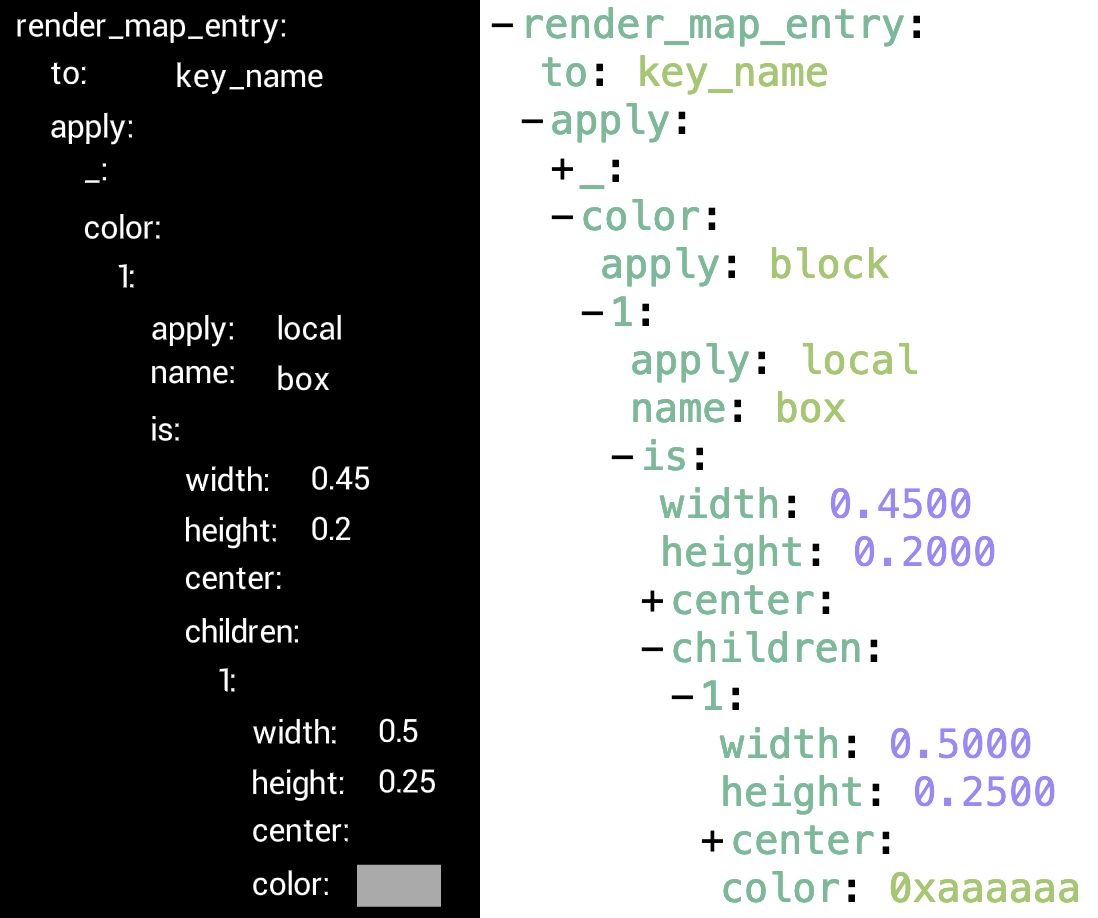 render_map_entry:
to: key_name
apply:
_:
color:
1:
apply: local
name: box
is:
width: 0.45
height: 0.2
center:
children:
1:
width: 0.5
height: 0.25
center:
color:
−render_map_entry:
to: key_name
−apply:
+_:
−color:
apply: block
−1:
apply: local
name: box
−is:
width: 0.4500
height: 0.2000
+center:
−children:
−1:
width: 0.5000
height: 0.2500
+center:
color: 0xaaaaaa